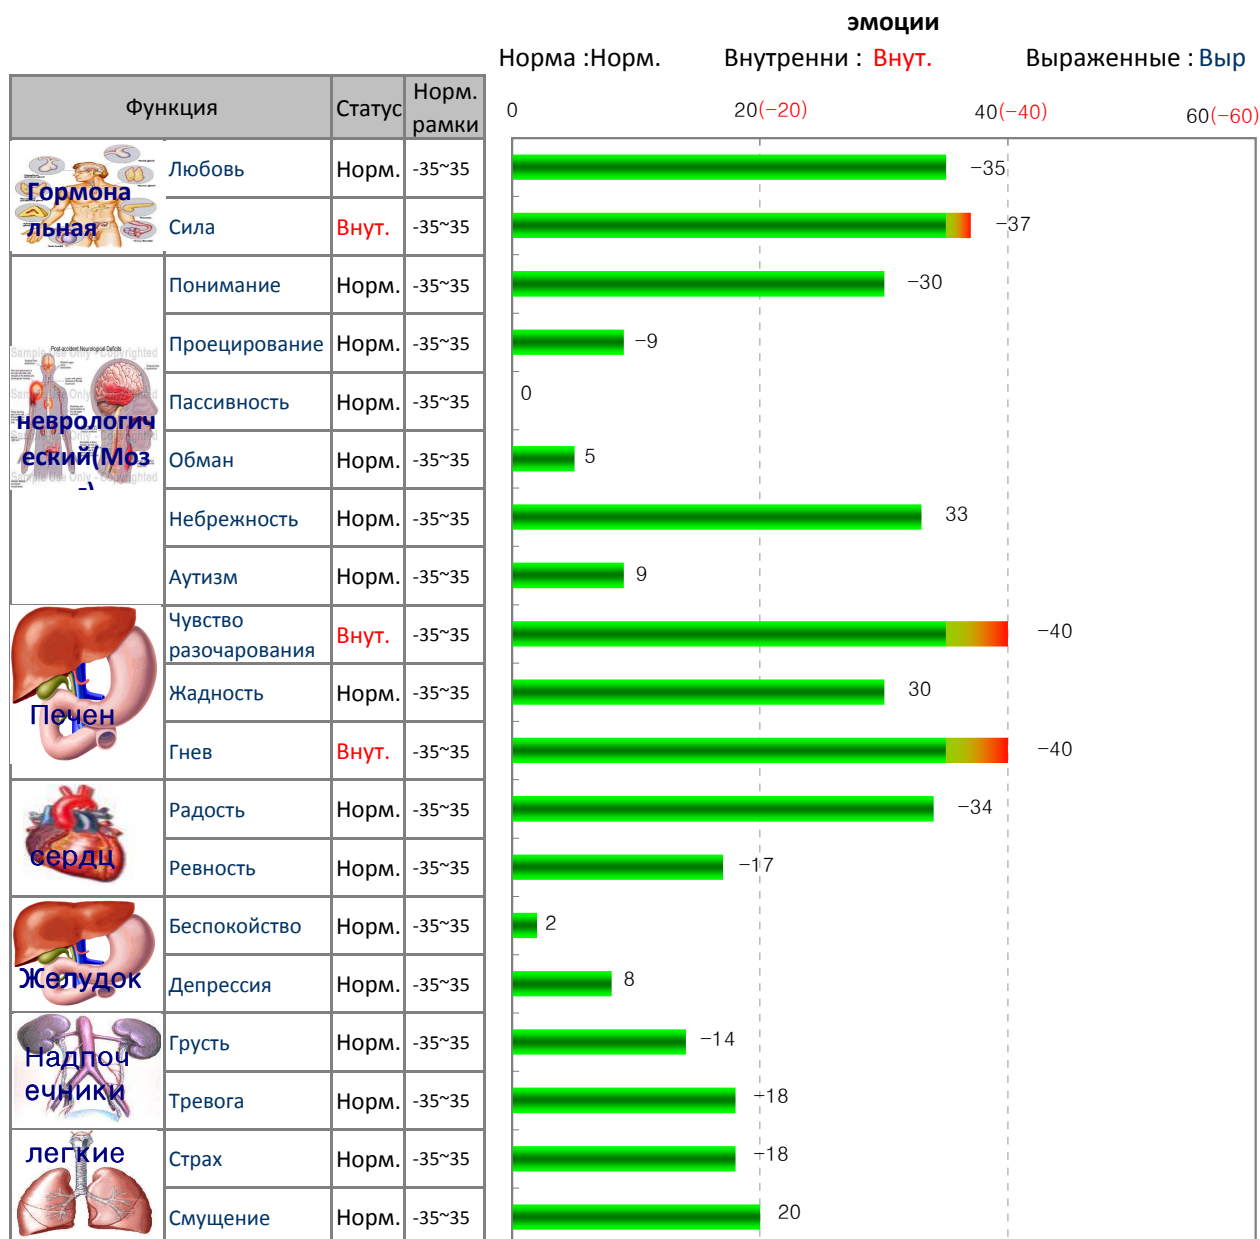 эмоции
Норма :Норм. Внутренни : Внут. Выраженные : Выр
Функция Статус Норм. рамки 0 20(−20) 40(−40) 60(−60)
Гормона
льная
Любовь Норм. -35~35 −35
Сила Внут. -35~35 −37
Post-accident Neurological Deficits
неврологич
еский(Моз
Понимание Норм. -35~35 −30
Проецирование Норм. -35~35 −9
Пассивность Норм. -35~35 0
Обман Норм. -35~35 5
Небрежность Норм. -35~35 33
Аутизм Норм. -35~35 9
Печен
Чувство
разочарования Внут. -35~35 −40
Жадность Норм. -35~35 30
Гнев Внут. -35~35 −40
сердц
Радость Норм. -35~35 −34
Ревность Норм. -35~35 −17
Желудок
Беспокойство Норм. -35~35 2
Депрессия Норм. -35~35 8
Надпоч
ечники
Грусть Норм. -35~35 −14
Тревога Норм. -35~35 −18
легкие
Страх Норм. -35~35 −18
Смущение Норм. -35~35 20